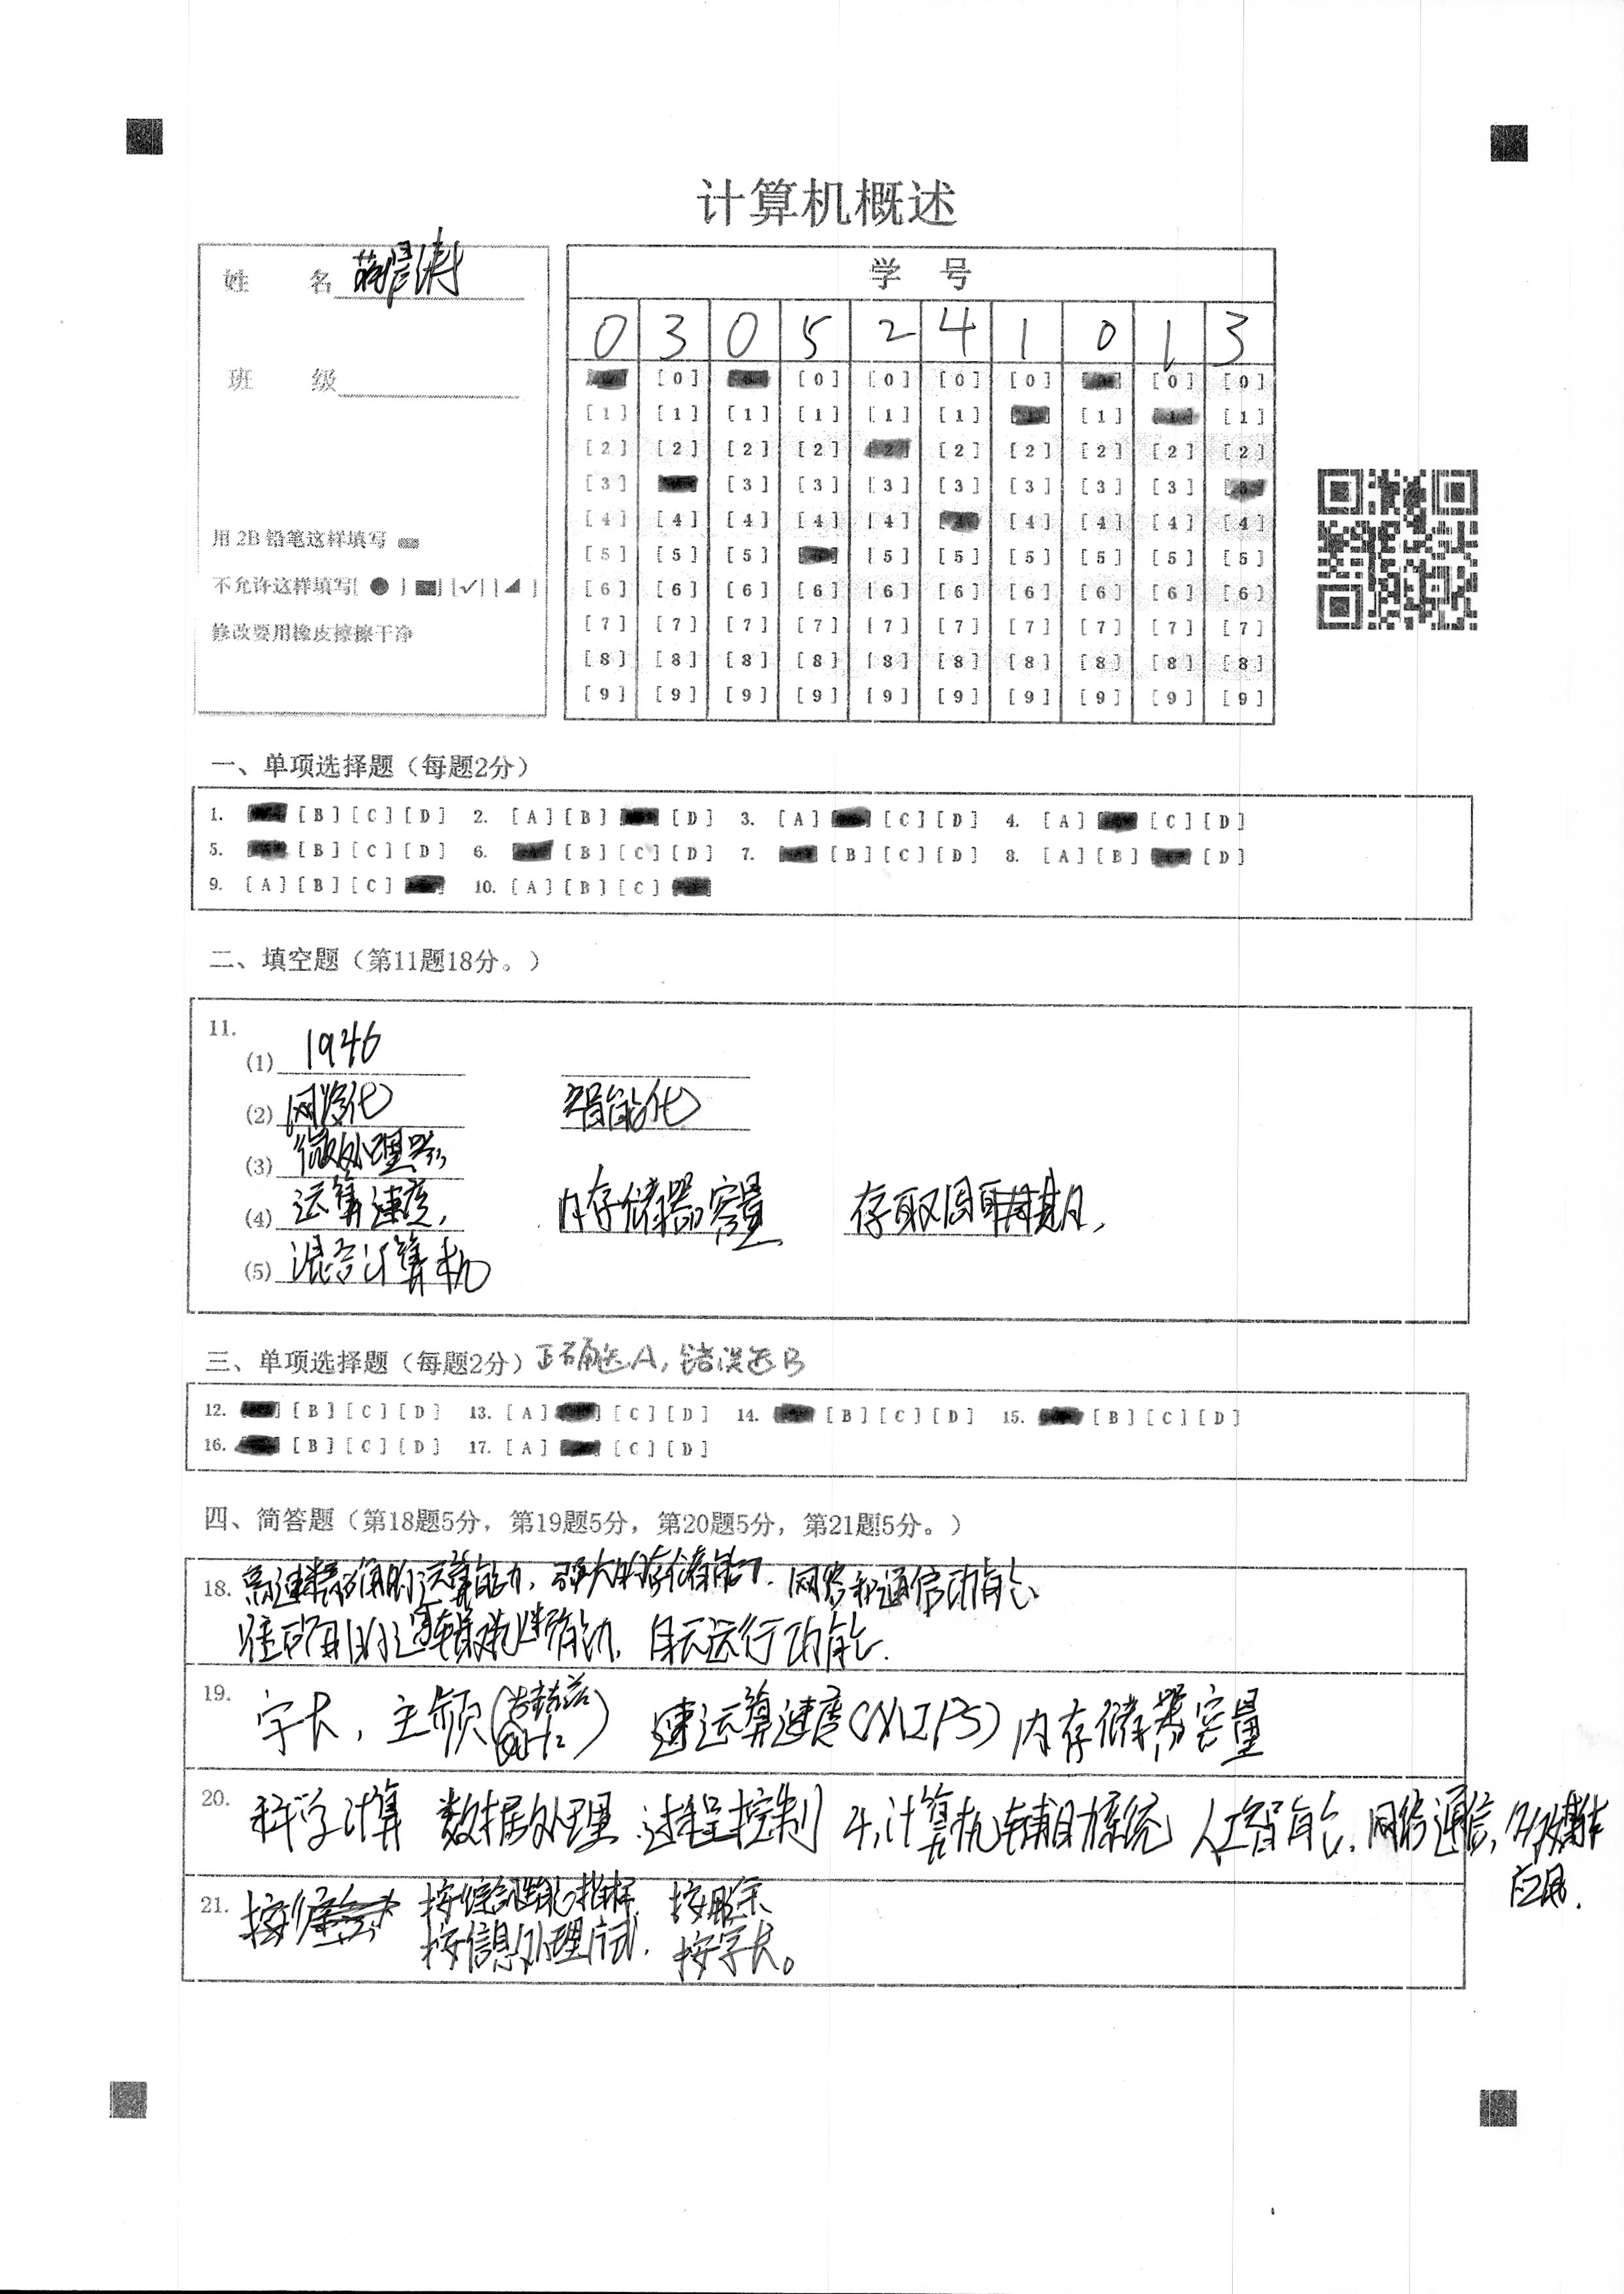 计算机概述
姓 名
班 级
用 2B 铅笔这样填写
不允许这样填写[ ● ] [■] [✓] [◢ ]
修改要用橡皮擦擦干净
学 号
0 3 0 5 2 4 1 0 1 3
[0] [0] [0] [0] [0] [0]
[1] [1] [1] [1] [1] [1] [1] [1]
[2] [2] [2] [2] [2] [2] [2] [2] [2]
[3] [3] [3] [3] [3] [3] [3] [3]
[4] [4] [4] [4] [4] [4] [4] [4] [4]
[5] [5] [5] [5] [5] [5] [5] [5] [5]
[6] [6] [6] [6] [6] [6] [6] [6] [6] [6]
[7] [7] [7] [7] [7] [7] [7] [7] [7] [7]
[8] [8] [8] [8] [8] [8] [8] [8] [8] [8]
[9] [9] [9] [9] [9] [9] [9] [9] [9] [9]
一、单项选择题（每题2分）
1. [B] [C] [D] 2. [A] [B] [D] 3. [A] [C] [D] 4. [A] [C] [D]
5. [B] [C] [D] 6. [B] [C] [D] 7. [B] [C] [D] 8. [A] [B] [D]
9. [A] [B] [C] 10. [A] [B] [C]
二、填空题（第11题18分。）
11.
(1) 1946
(2) 网络化 智能化
(3) 微处理器
(4) 运算速度, 内存储器容量 存取周期,
(5) 混合计算机
三、单项选择题（每题2分）正确选A, 错误选B
12. [B] [C] [D] 13. [A] [C] [D] 14. [B] [C] [D] 15. [B] [C] [D]
16. [B] [C] [D] 17. [A] [C] [D]
四、简答题（第18题5分，第19题5分，第20题5分，第21题5分。）
18. 高速精确的运算能力, 强大的存储能力. 网络和通信功能.
准确的逻辑判断能力, 自动运行功能.
19. 字长, 主频( GHz) 运算速度(MIPS) 内存储器容量
20. 科学计算 数据处理 过程控制 4.计算机辅助系统 人工智能. 网络通信, 多媒体
应用.
21. 按综合性能指标. 按用途
按信息处理方式. 按字长。